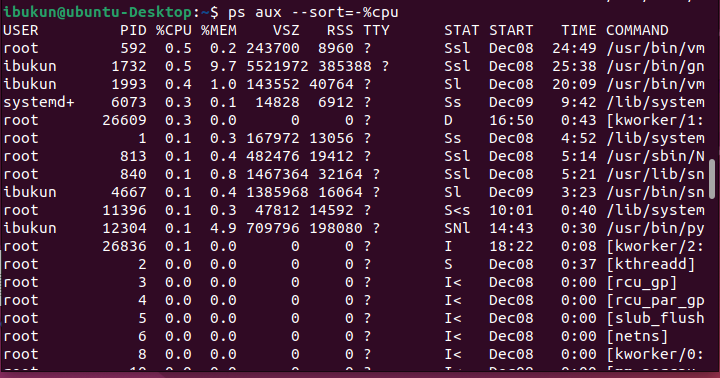 ibukun@ubuntu-Desktop:~$ ps aux --sort=-%cpu
USER         PID %CPU %MEM    VSZ   RSS TTY      STAT START   TIME COMMAND
root         592  0.5  0.2 243700  8960 ?        Ssl  Dec08  24:49 /usr/bin/vm
ibukun      1732  0.5  9.7 5521972 385388 ?      Ssl  Dec08  25:38 /usr/bin/gn
ibukun      1993  0.4  1.0 143552 40764 ?        Sl   Dec08  20:09 /usr/bin/vm
systemd+    6073  0.3  0.1  14828  6912 ?        Ss   Dec09   9:42 /lib/system
root       26609  0.3  0.0      0     0 ?        D    16:50   0:43 [kworker/1:
root           1  0.1  0.3 167972 13056 ?        Ss   Dec08   4:52 /lib/system
root         813  0.1  0.4 482476 19412 ?        Ssl  Dec08   5:14 /usr/sbin/N
root         840  0.1  0.8 1467364 32164 ?       Ssl  Dec08   5:21 /usr/lib/sn
ibukun      4667  0.1  0.4 1385968 16064 ?       Sl   Dec09   3:23 /usr/bin/sn
root       11396  0.1  0.3  47812 14592 ?        S<s  10:01   0:40 /lib/system
ibukun     12304  0.1  4.9 709796 198080 ?       SNl  14:43   0:30 /usr/bin/py
root       26836  0.1  0.0      0     0 ?        I    18:22   0:08 [kworker/2:
root           2  0.0  0.0      0     0 ?        S    Dec08   0:37 [kthreadd]
root           3  0.0  0.0      0     0 ?        I<   Dec08   0:00 [rcu_gp]
root           4  0.0  0.0      0     0 ?        I<   Dec08   0:00 [rcu_par_gp
root           5  0.0  0.0      0     0 ?        I<   Dec08   0:00 [slub_flush
root           6  0.0  0.0      0     0 ?        I<   Dec08   0:00 [netns]
root           8  0.0  0.0      0     0 ?        I<   Dec08   0:00 [kworker/0:
root          10  0.0  0.0      0     0 ?        I<   Dec08   0:00